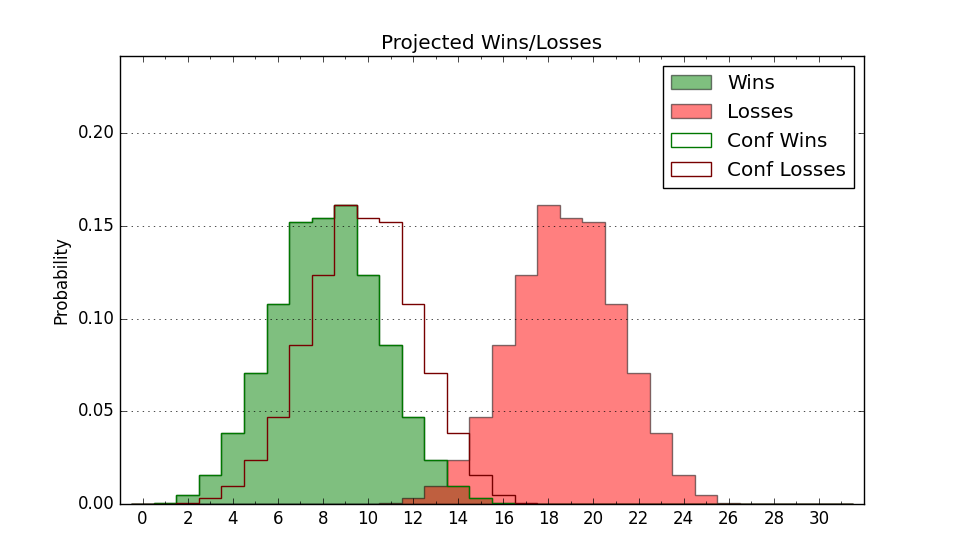 Projected Wins/Losses
Wins
Losses
Conf Wins
Conf Losses
Probability
0.20
0.15
0.10
0.05
0.00
0 2 4 6 8 10 12 14 16 18 20 22 24 26 28 30